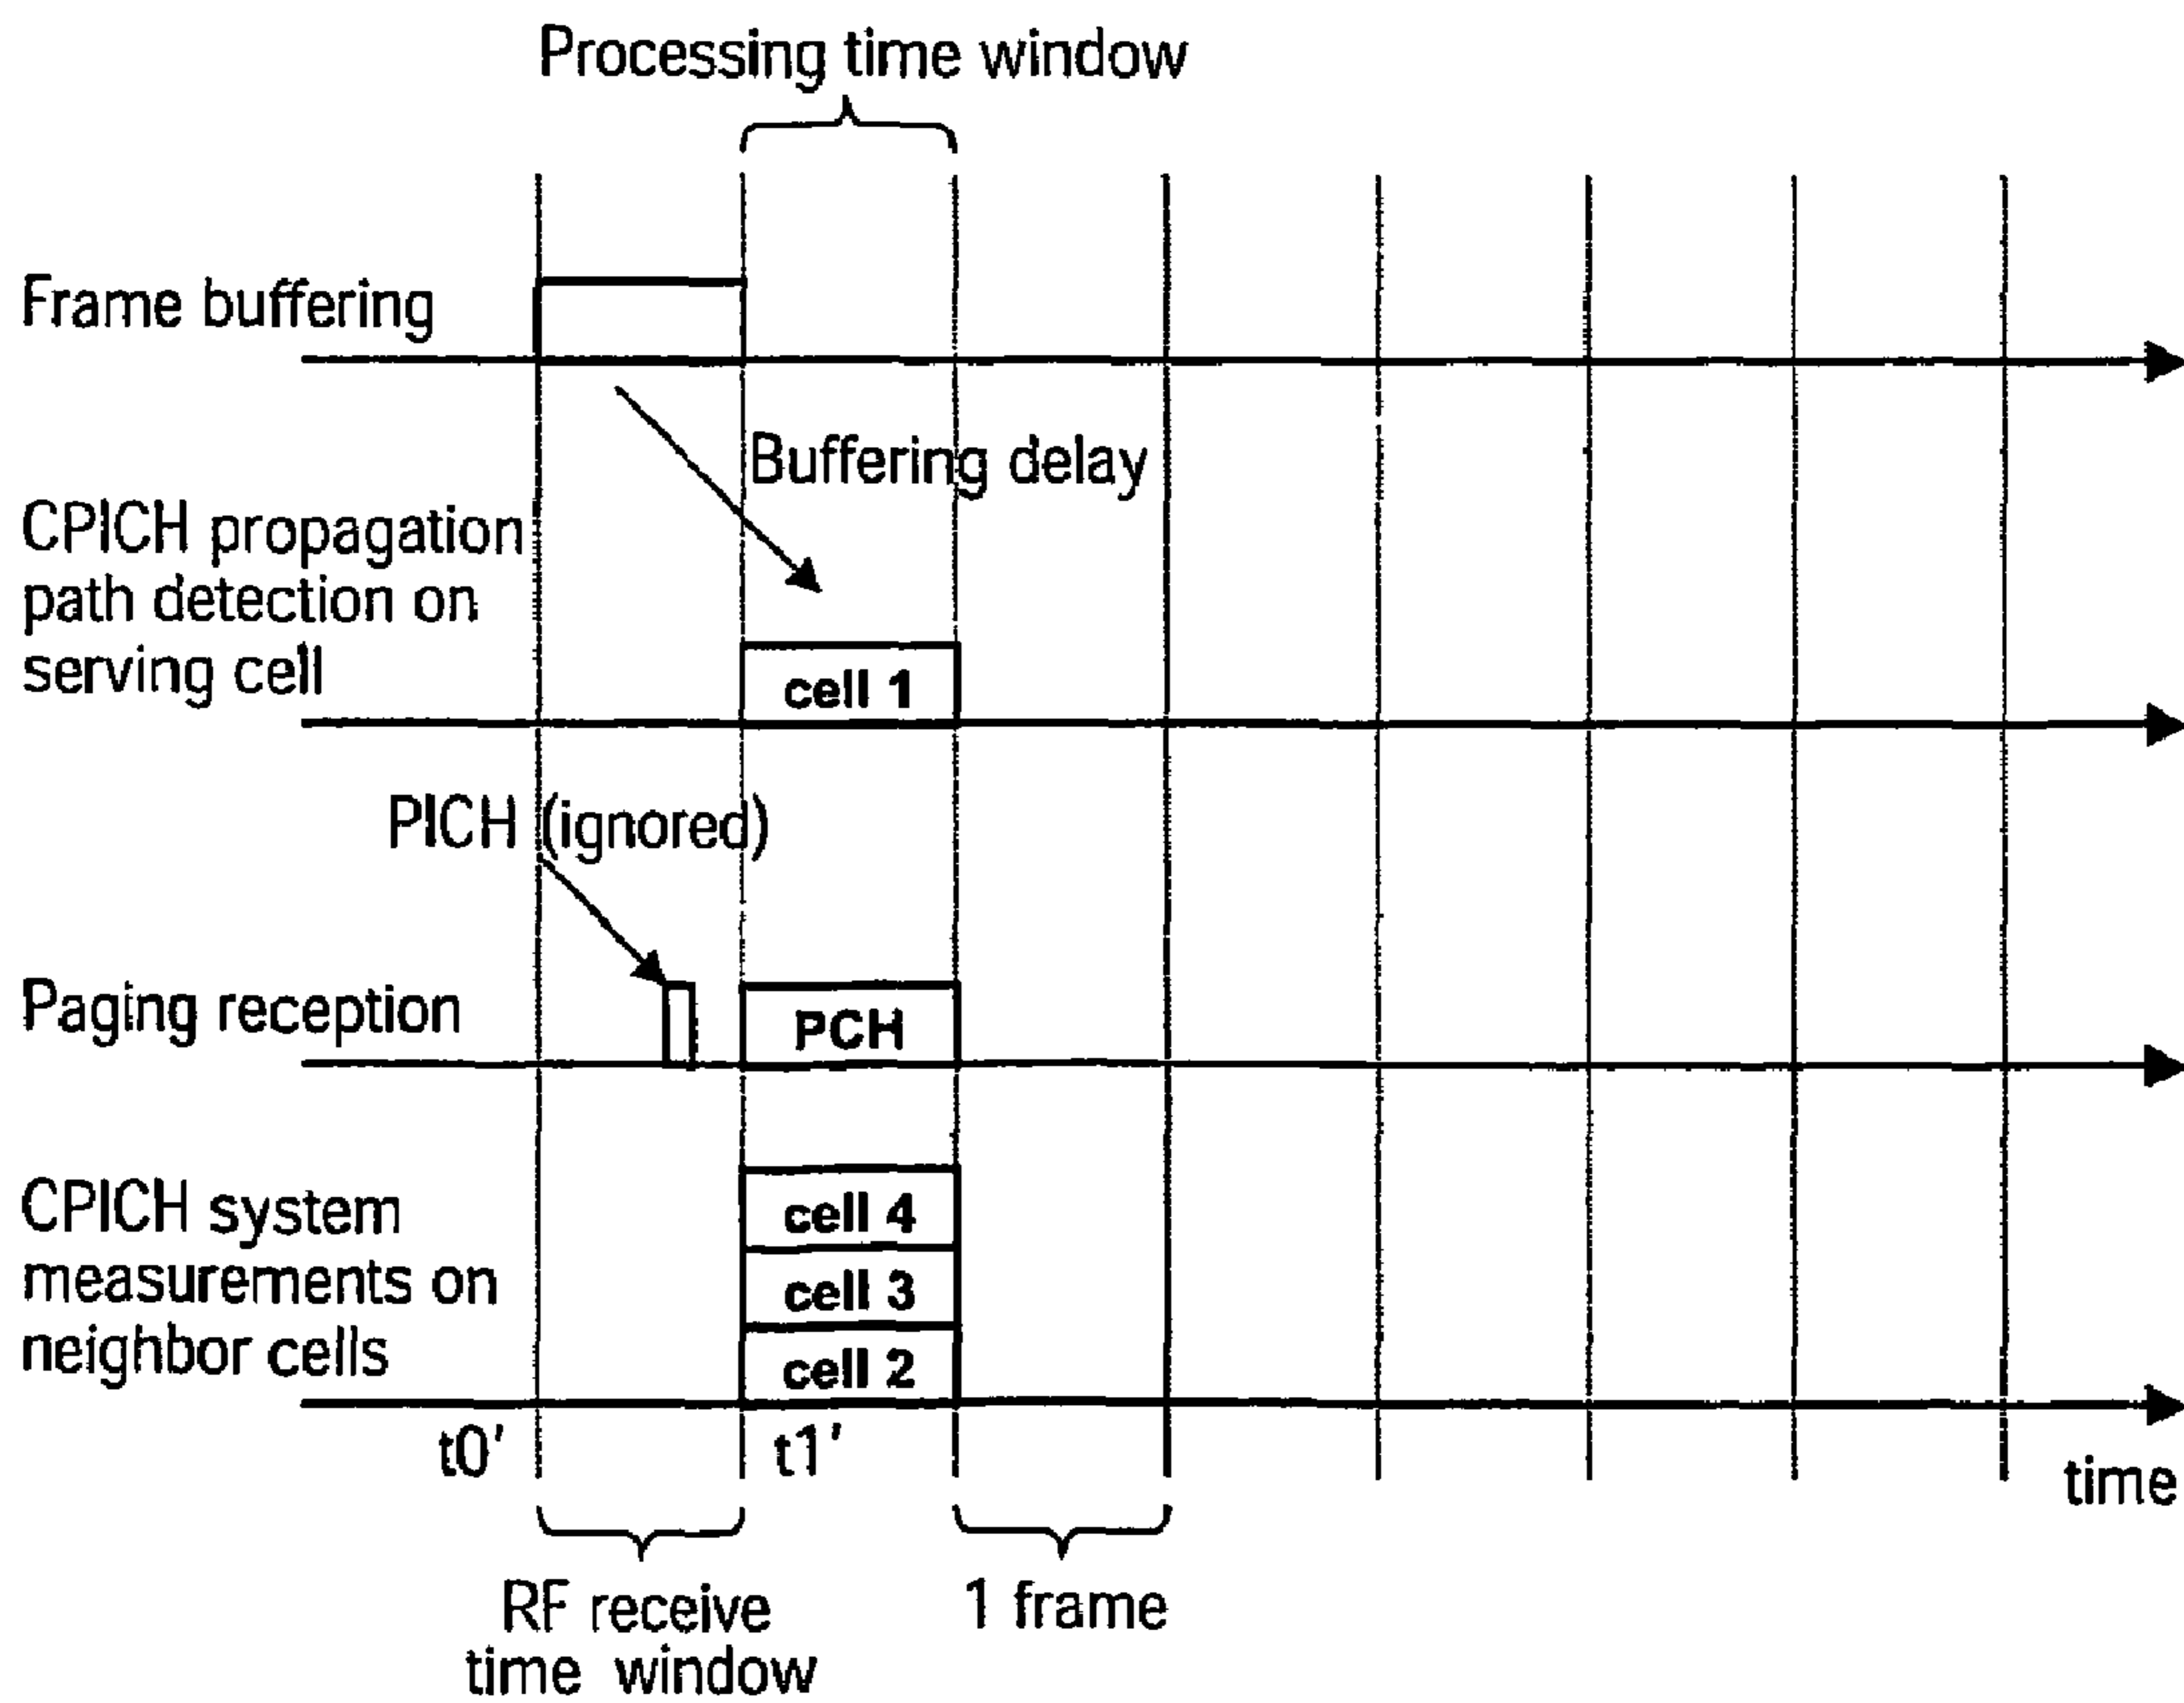 Processing time window
Frame buffering
Buffering delay
CPICH propagation
path detection on
serving cell
cell 1
PICH (ignored)
Paging reception
PCH
CPICH system
measurements on
neighbor cells
cell 4
cell 3
cell 2
t0'
t1'
time
RF receive
time window
1 frame